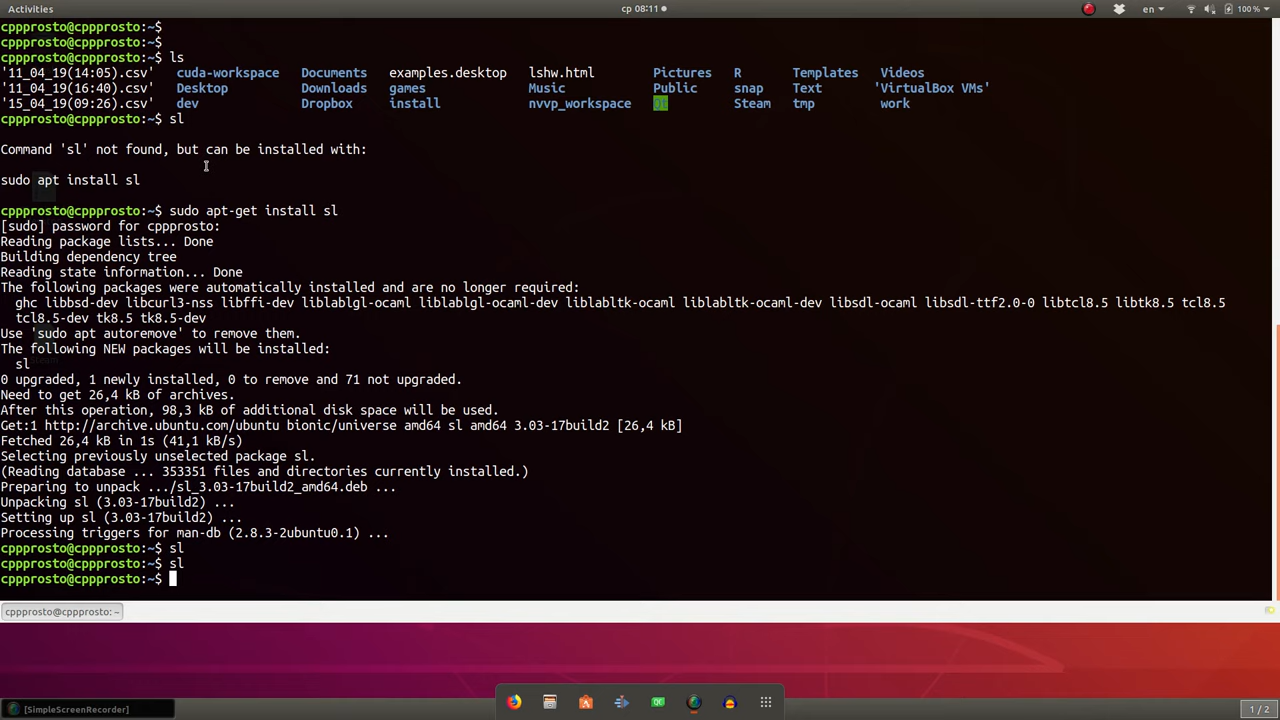 Activities
ср 08:11
en
100 %
cppprosto@cppprosto:~$
cppprosto@cppprosto:~$
cppprosto@cppprosto:~$ ls
'11_04_19(14:05).csv' cuda-workspace Documents examples.desktop lshw.html Pictures R Templates Videos
'11_04_19(16:40).csv' Desktop Downloads games Music Public snap Text 'VirtualBox VMs'
'15_04_19(09:26).csv' dev Dropbox install nvvp_workspace Qt Steam tmp work
cppprosto@cppprosto:~$ sl
Command 'sl' not found, but can be installed with:
sudo apt install sl
cppprosto@cppprosto:~$ sudo apt-get install sl
[sudo] password for cppprosto:
Reading package lists... Done
Building dependency tree
Reading state information... Done
The following packages were automatically installed and are no longer required:
ghc libbsd-dev libcurl3-nss libffi-dev liblablgl-ocaml liblablgl-ocaml-dev liblabltk-ocaml liblabltk-ocaml-dev libsdl-ocaml libsdl-ttf2.0-0 libtcl8.5 libtk8.5 tcl8.5
tcl8.5-dev tk8.5 tk8.5-dev
Use 'sudo apt autoremove' to remove them.
The following NEW packages will be installed:
sl
0 upgraded, 1 newly installed, 0 to remove and 71 not upgraded.
Need to get 26,4 kB of archives.
After this operation, 98,3 kB of additional disk space will be used.
Get:1 http://archive.ubuntu.com/ubuntu bionic/universe amd64 sl amd64 3.03-17build2 [26,4 kB]
Fetched 26,4 kB in 1s (41,1 kB/s)
Selecting previously unselected package sl.
(Reading database ... 353351 files and directories currently installed.)
Preparing to unpack .../sl_3.03-17build2_amd64.deb ...
Unpacking sl (3.03-17build2) ...
Setting up sl (3.03-17build2) ...
Processing triggers for man-db (2.8.3-2ubuntu0.1) ...
cppprosto@cppprosto:~$ sl
cppprosto@cppprosto:~$ sl
cppprosto@cppprosto:~$
cppprosto@cppprosto: ~
[SimpleScreenRecorder]
1 / 2